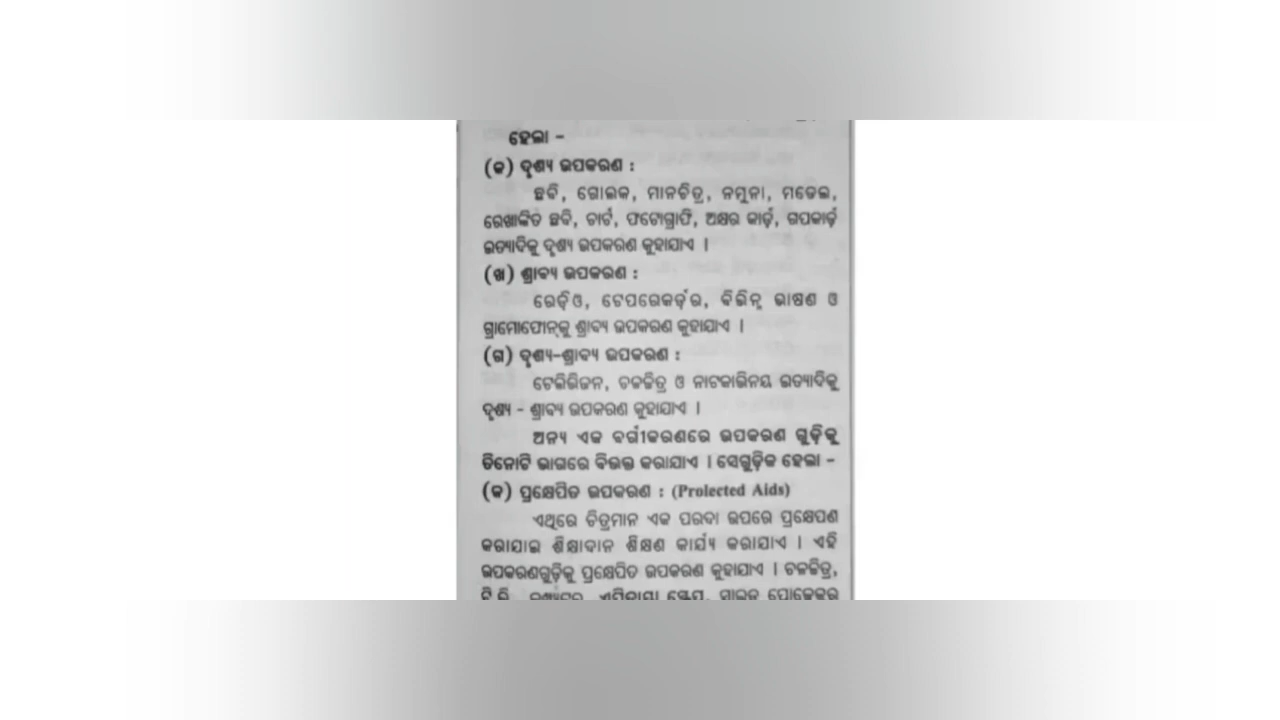 ହେଲା –
(କ) ଦୃଶ୍ୟ ଉପକରଣ :
ଛବି, ଗୋଲକ, ମାନଚିତ୍ର, ନମୁନା, ମଡେଲ,
ରେଖାଙ୍କିତ ଛବି, ଚାର୍ଟ, ଫଟୋଗ୍ରାଫି, ଅକ୍ଷର କାର୍ଡ଼, ଗପକାର୍ଡ଼
ଇତ୍ୟାଦିକୁ ଦୃଶ୍ୟ ଉପକରଣ କୁହାଯାଏ ।
(ଖ) ଶ୍ରାବ୍ୟ ଉପକରଣ :
ରେଡ଼ିଓ, ଟେପରେକର୍ଡ଼ର, ବିଭିନ୍ନ ଭାଷଣ ଓ
ଗ୍ରାମୋଫୋନ୍‌କୁ ଶ୍ରାବ୍ୟ ଉପକରଣ କୁହାଯାଏ ।
(ଗ) ଦୃଶ୍ୟ-ଶ୍ରାବ୍ୟ ଉପକରଣ :
ଟେଲିଭିଜନ, ଚଳଚ୍ଚିତ୍ର ଓ ନାଟକାଭିନୟ ଇତ୍ୟାଦିକୁ
ଦୃଶ୍ୟ – ଶ୍ରାବ୍ୟ ଉପକରଣ କୁହାଯାଏ ।
ଅନ୍ୟ ଏକ ବର୍ଗୀକରଣରେ ଉପକରଣ ଗୁଡ଼ିକୁ
ତିନୋଟି ଭାଗରେ ବିଭକ୍ତ କରାଯାଏ । ସେଗୁଡ଼ିକ ହେଲା –
(କ) ପ୍ରକ୍ଷେପିତ ଉପକରଣ : (Prolected Aids)
ଏଥିରେ ଚିତ୍ରମାନ ଏକ ପରଦା ଉପରେ ପ୍ରକ୍ଷେପଣ
କରାଯାଇ ଶିକ୍ଷାଦାନ ଶିକ୍ଷଣ କାର୍ଯ୍ୟ କରାଯାଏ । ଏହି
ଉପକରଣଗୁଡ଼ିକୁ ପ୍ରକ୍ଷେପିତ ଉପକରଣ କୁହାଯାଏ । ଚଳଚ୍ଚିତ୍ର,